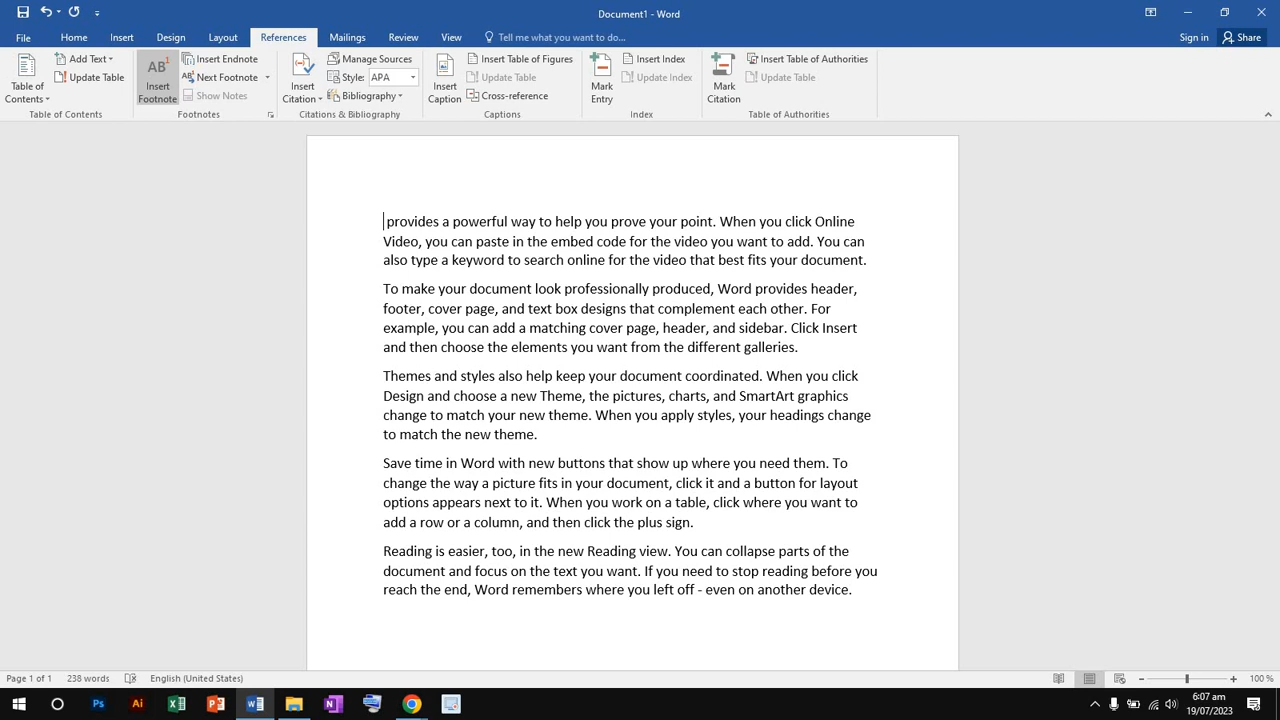 Document1 - Word
File Home Insert Design Layout References Mailings Review View Tell me what you want to do... Sign in Share
Table of Contents
Add Text
Update Table
Table of Contents
AB1
Insert Footnote
Insert Endnote
Next Footnote
Show Notes
Footnotes
Insert Citation
Manage Sources
Style: APA
Bibliography
Citations & Bibliography
Insert Caption
Insert Table of Figures
Update Table
Cross-reference
Captions
Mark Entry
Insert Index
Update Index
Index
Mark Citation
Insert Table of Authorities
Update Table
Table of Authorities
provides a powerful way to help you prove your point. When you click Online
Video, you can paste in the embed code for the video you want to add. You can
also type a keyword to search online for the video that best fits your document.
To make your document look professionally produced, Word provides header,
footer, cover page, and text box designs that complement each other. For
example, you can add a matching cover page, header, and sidebar. Click Insert
and then choose the elements you want from the different galleries.
Themes and styles also help keep your document coordinated. When you click
Design and choose a new Theme, the pictures, charts, and SmartArt graphics
change to match your new theme. When you apply styles, your headings change
to match the new theme.
Save time in Word with new buttons that show up where you need them. To
change the way a picture fits in your document, click it and a button for layout
options appears next to it. When you work on a table, click where you want to
add a row or a column, and then click the plus sign.
Reading is easier, too, in the new Reading view. You can collapse parts of the
document and focus on the text you want. If you need to stop reading before you
reach the end, Word remembers where you left off - even on another device.
Page 1 of 1 238 words English (United States) 100 %
Ps Ai
6:07 am
19/07/2023